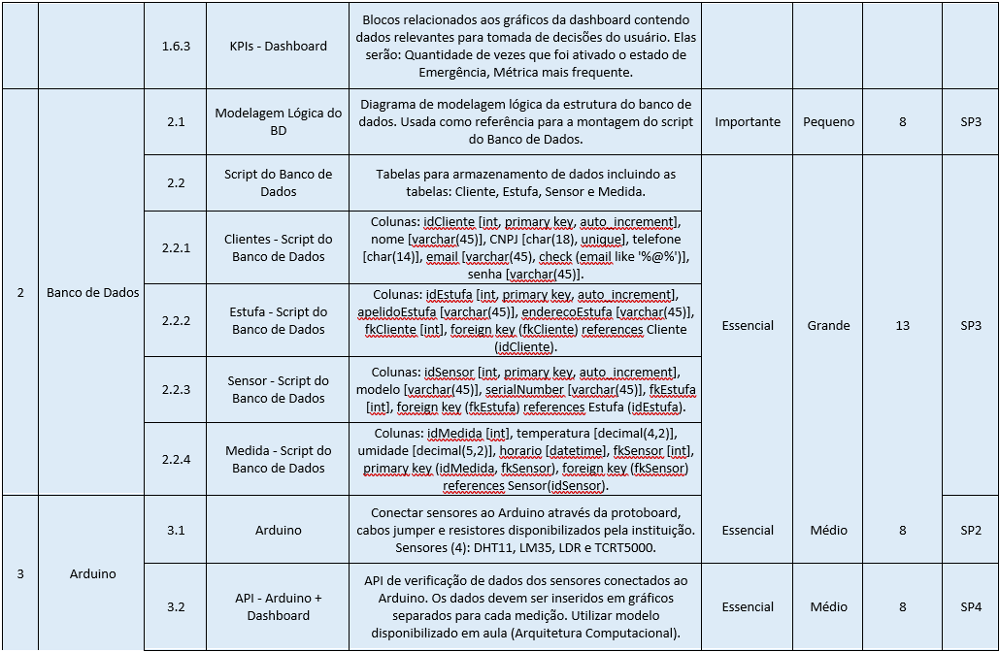 1.6.3
KPIs - Dashboard
Blocos relacionados aos gráficos da dashboard contendo
dados relevantes para tomada de decisões do usuário. Elas
serão: Quantidade de vezes que foi ativado o estado de
Emergência, Métrica mais frequente.
2
Banco de Dados
2.1
Modelagem Lógica do
BD
Diagrama de modelagem lógica da estrutura do banco de
dados. Usada como referência para a montagem do script
do Banco de Dados.
Importante
Pequeno
8
SP3
2.2
Script do Banco de
Dados
Tabelas para armazenamento de dados incluindo as
tabelas: Cliente, Estufa, Sensor e Medida.
Essencial
Grande
13
SP3
2.2.1
Clientes - Script do
Banco de Dados
Colunas: idCliente [int, primary key, auto_increment],
nome [varchar(45)], CNPJ [char(18), unique], telefone
[char(14)], email [varchar(45), check (email like '%@%')],
senha [varchar(45)].
2.2.2
Estufa - Script do
Banco de Dados
Colunas: idEstufa [int, primary key, auto_increment],
apelidoEstufa [varchar(45)], enderecoEstufa [varchar(45)],
fkCliente [int], foreign key (fkCliente) references Cliente
(idCliente).
2.2.3
Sensor - Script do
Banco de Dados
Colunas: idSensor [int, primary key, auto_increment],
modelo [varchar(45)], serialNumber [varchar(45)], fkEstufa
[int], foreign key (fkEstufa) references Estufa (idEstufa).
2.2.4
Medida - Script do
Banco de Dados
Colunas: idMedida [int], temperatura [decimal(4,2)],
umidade [decimal(5,2)], horario [datetime], fkSensor [int],
primary key (idMedida, fkSensor), foreign key (fkSensor)
references Sensor(idSensor).
3
Arduino
3.1
Arduino
Conectar sensores ao Arduino através da protoboard,
cabos jumper e resistores disponibilizados pela instituição.
Sensores (4): DHT11, LM35, LDR e TCRT5000.
Essencial
Médio
8
SP2
3.2
API - Arduino +
Dashboard
API de verificação de dados dos sensores conectados ao
Arduino. Os dados devem ser inseridos em gráficos
separados para cada medição. Utilizar modelo
disponibilizado em aula (Arquitetura Computacional).
Essencial
Médio
8
SP4